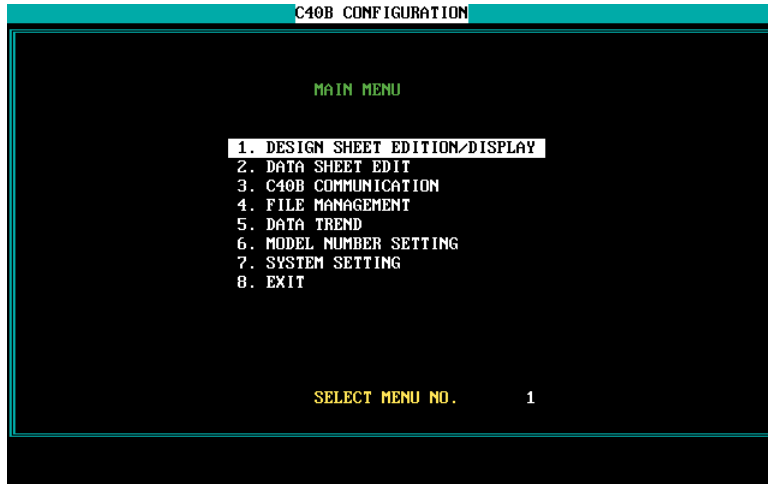 C40B CONFIGURATION
MAIN MENU
1. DESIGN SHEET EDITION/DISPLAY
2. DATA SHEET EDIT
3. C40B COMMUNICATION
4. FILE MANAGEMENT
5. DATA TREND
6. MODEL NUMBER SETTING
7. SYSTEM SETTING
8. EXIT
SELECT MENU NO. 1